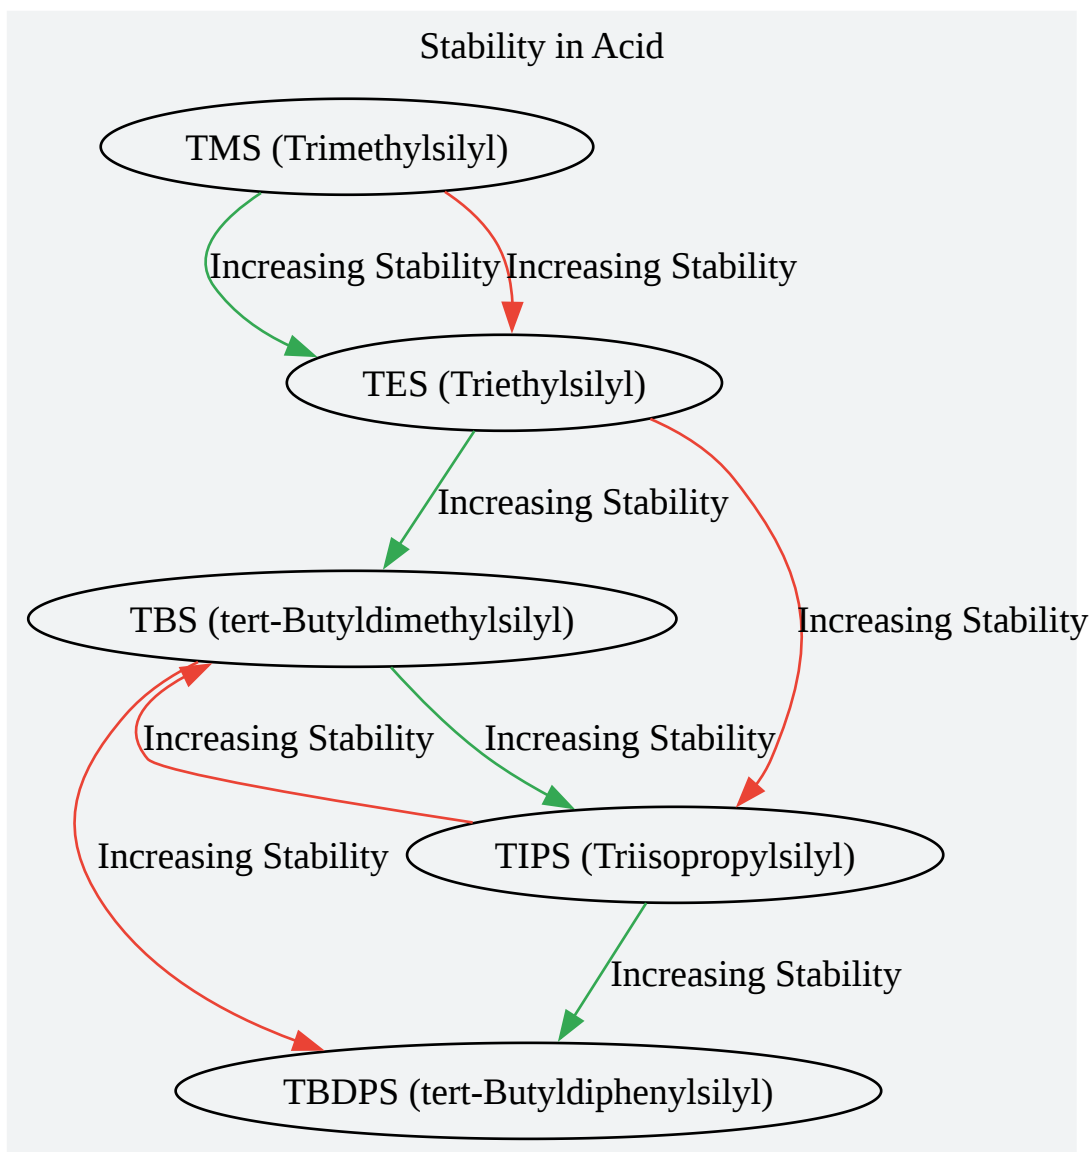 Stability in Acid
TMS (Trimethylsilyl)
Increasing Stability
Increasing Stability
TES (Triethylsilyl)
Increasing Stability
TBS (tert-Butyldimethylsilyl)
Increasing Stability
Increasing Stability
Increasing Stability
Increasing Stability
TIPS (Triisopropylsilyl)
Increasing Stability
TBDPS (tert-Butyldiphenylsilyl)